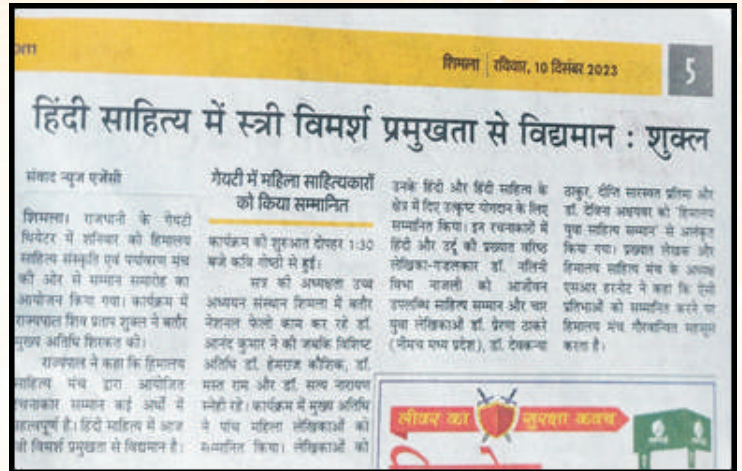 om
शिमला | रविवार, 10 दिसंबर 2023
5
हिंदी साहित्य में स्त्री विमर्श प्रमुखता से विद्यमान : शुक्ल
संवाद न्यूज एजेंसी
शिमला। राजधानी के गेयटी
थियेटर में शनिवार को हिमालय
साहित्य संस्कृति एवं पर्यावरण मंच
की ओर से सम्मान समारोह का
आयोजन किया गया। कार्यक्रम में
राज्यपाल शिव प्रताप शुक्ल ने बतौर
मुख्य अतिथि शिरकत की।
राज्यपाल ने कहा कि हिमालय
साहित्य मंच द्वारा आयोजित
रचनाकार सम्मान कई अर्थों में
महत्वपूर्ण है। हिंदी साहित्य में आज
स्त्री विमर्श प्रमुखता से विद्यमान है।
गेयटी में महिला साहित्यकारों
को किया सम्मानित
कार्यक्रम की शुरुआत दोपहर 1:30
बजे कवि गोष्ठी से हुई।
सत्र की अध्यक्षता उच्च
अध्ययन संस्थान शिमला में बतौर
नेशनल फेलो काम कर रहे डॉ.
आनंद कुमार ने की जबकि विशिष्ट
अतिथि डॉ. हेमराज कौशिक, डॉ.
मस्त राम और डॉ. सत्य नारायण
स्नेही रहे। कार्यक्रम में मुख्य अतिथि
ने पांच महिला लेखिकाओं को
सम्मानित किया। लेखिकाओं को
उनके हिंदी और हिंदी साहित्य के
क्षेत्र में दिए उत्कृष्ट योगदान के लिए
सम्मानित किया। इन रचनाकारों में
हिंदी और उर्दू की प्रख्यात वरिष्ठ
लेखिका-गजलकार डॉ. नलिनी
विभा नाजली को आजीवन
उपलब्धि साहित्य सम्मान और चार
युवा लेखिकाओं डॉ. प्रेरणा ठाकरे
(नीमच मध्य प्रदेश), डॉ. देवकन्या
ठाकुर, दीप्ति सारस्वत प्रतिमा और
डॉ. देविना अक्षयवर को 'हिमालय
युवा साहित्य सम्मान' से अलंकृत
किया गया। प्रख्यात लेखक और
हिमालय साहित्य मंच के अध्यक्ष
एसआर हरनोट ने कहा कि ऐसी
प्रतिभाओं को सम्मानित करने पर
हिमालय मंच गौरवान्वित महसूस
करता है।
लीवर का सुरक्षा कवच